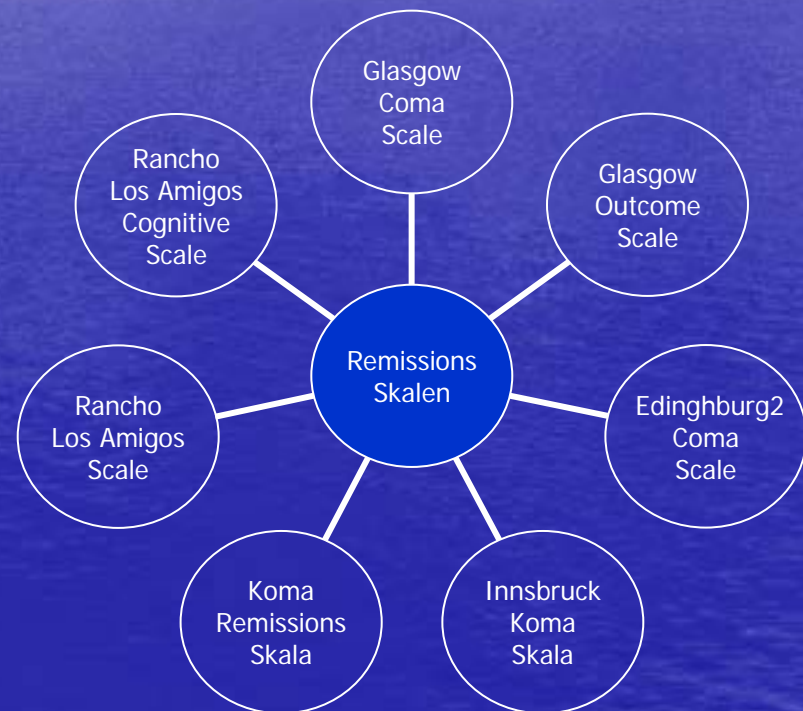 Glasgow
Coma
Scale
Glasgow
Outcome
Scale
Edinghburg2
Coma
Scale
Innsbruck
Koma
Skala
Koma
Remissions
Skala
Rancho
Los Amigos
Scale
Rancho
Los Amigos
Cognitive
Scale
Remissions
Skalen